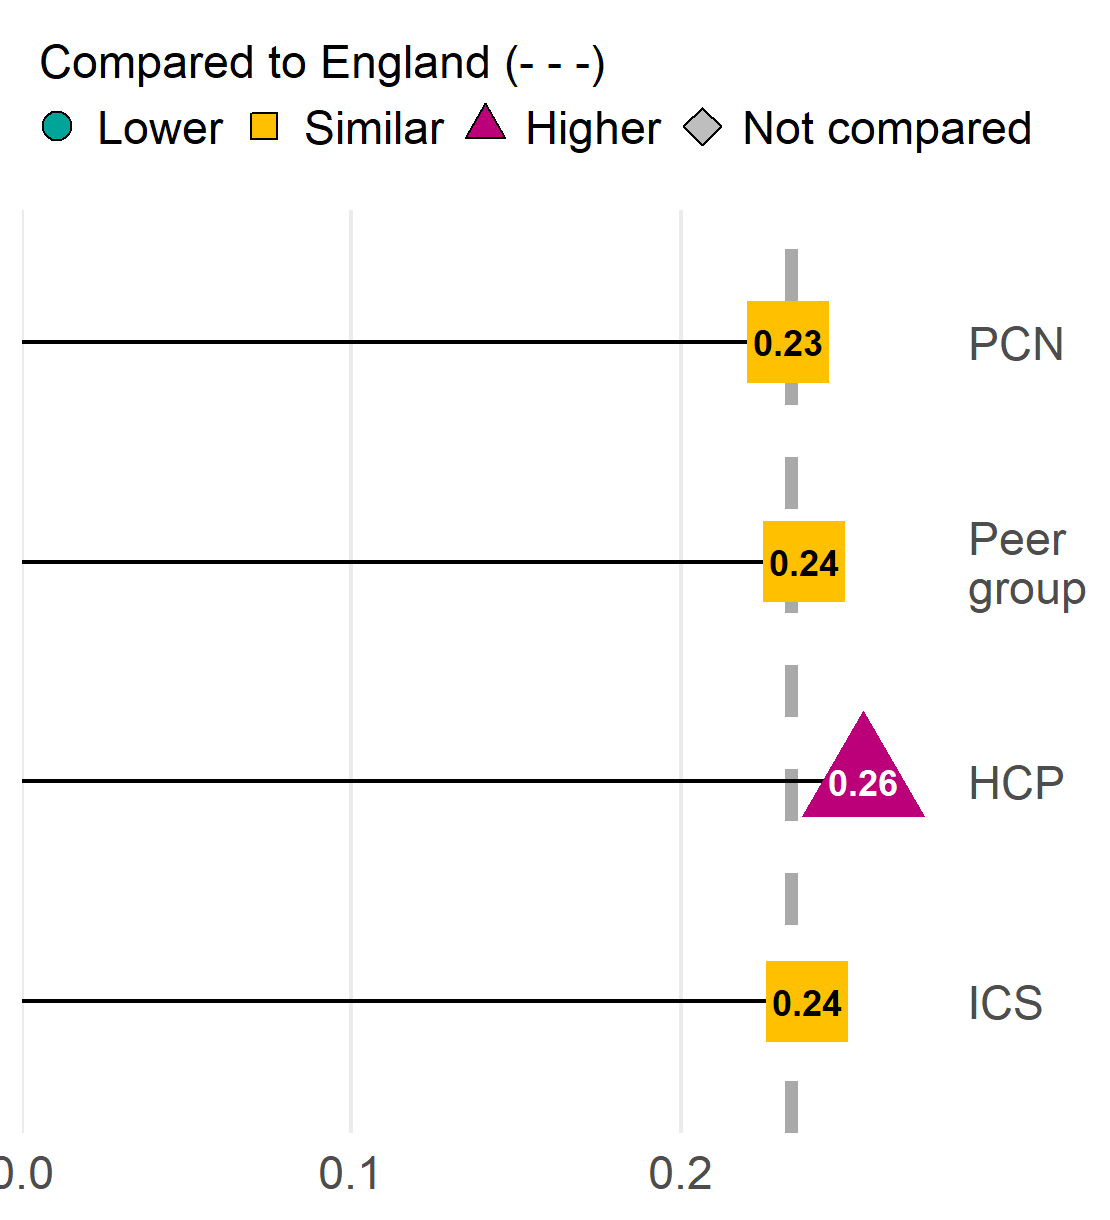 Compared to England (- - -)
Lower Similar Higher Not compared
0.23 PCN
0.24 Peer
group
0.26 HCP
0.24 ICS
0.0 0.1 0.2